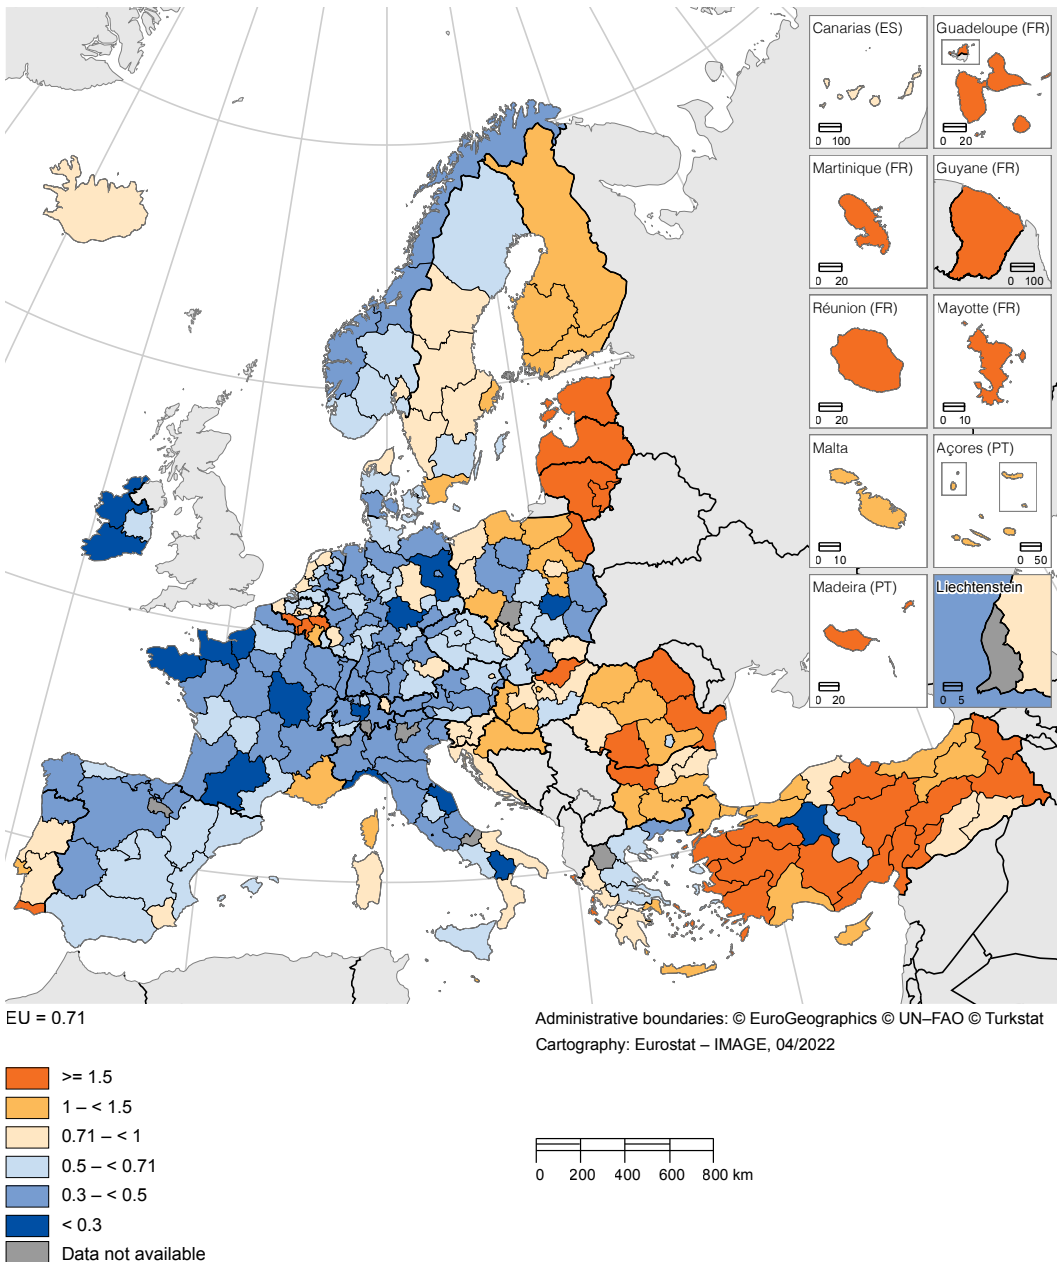 Canarias (ES)
0 100
Guadeloupe (FR)
0 20
Martinique (FR)
0 20
Guyane (FR)
0 100
Réunion (FR)
0 20
Mayotte (FR)
0 10
Malta
0 10
Açores (PT)
0 50
Madeira (PT)
0 20
Liechtenstein
0 5
EU = 0.71
Administrative boundaries: © EuroGeographics © UN–FAO © Turkstat
Cartography: Eurostat – IMAGE, 04/2022
>= 1.5
1 – < 1.5
0.71 – < 1
0.5 – < 0.71
0.3 – < 0.5
< 0.3
Data not available
0 200 400 600 800 km